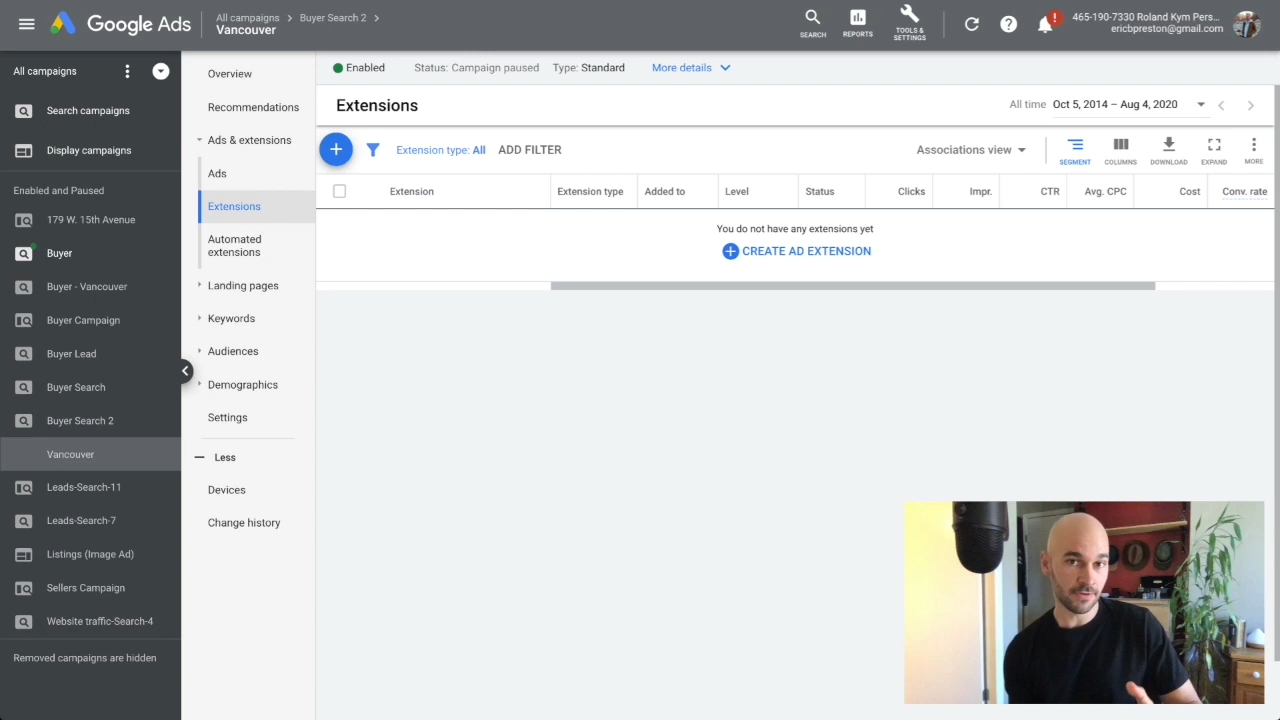 Google Ads
All campaigns > Buyer Search 2 >
Vancouver
SEARCH
REPORTS
TOOLS &
SETTINGS
!
465-190-7330 Roland Kym Pers...
ericbpreston@gmail.com
All campaigns
Search campaigns
Display campaigns
Enabled and Paused
179 W. 15th Avenue
Buyer
Buyer - Vancouver
Buyer Campaign
Buyer Lead
Buyer Search
Buyer Search 2
Vancouver
Leads-Search-11
Leads-Search-7
Listings (Image Ad)
Sellers Campaign
Website traffic-Search-4
Removed campaigns are hidden
Overview
Recommendations
Ads & extensions
Ads
Extensions
Automated
extensions
Landing pages
Keywords
Audiences
Demographics
Settings
Less
Devices
Change history
Enabled Status: Campaign paused Type: Standard More details
Extensions
All time Oct 5, 2014 – Aug 4, 2020
Extension type: All ADD FILTER
Associations view
SEGMENT
COLUMNS
DOWNLOAD
EXPAND
MORE
Extension Extension type Added to Level Status Clicks Impr. CTR Avg. CPC Cost Conv. rate
You do not have any extensions yet
CREATE AD EXTENSION